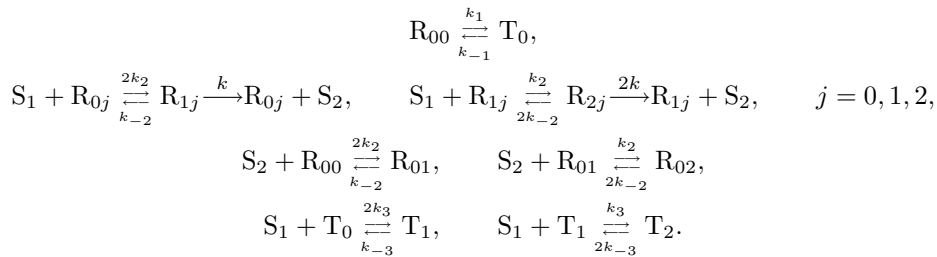 R₀₀ ⇄[k₁][k₋₁] T₀,
S₁ + R₀ⱼ ⇄[2k₂][k₋₂] R₁ⱼ ⟶[k] R₀ⱼ + S₂, S₁ + R₁ⱼ ⇄[k₂][2k₋₂] R₂ⱼ ⟶[2k] R₁ⱼ + S₂, j = 0, 1, 2,
S₂ + R₀₀ ⇄[2k₂][k₋₂] R₀₁, S₂ + R₀₁ ⇄[k₂][2k₋₂] R₀₂,
S₁ + T₀ ⇄[2k₃][k₋₃] T₁, S₁ + T₁ ⇄[k₃][2k₋₃] T₂.